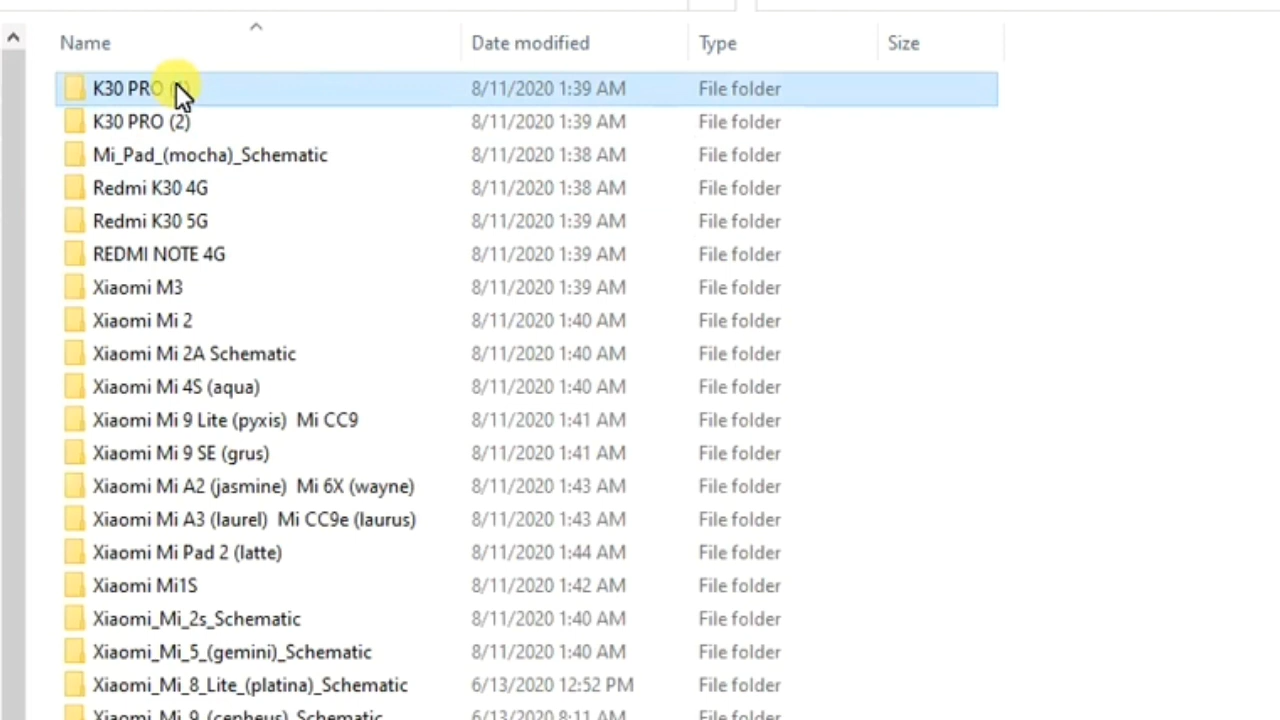 Name Date modified Type Size
K30 PRO 8/11/2020 1:39 AM File folder
K30 PRO (2) 8/11/2020 1:39 AM File folder
Mi_Pad_(mocha)_Schematic 8/11/2020 1:38 AM File folder
Redmi K30 4G 8/11/2020 1:38 AM File folder
Redmi K30 5G 8/11/2020 1:39 AM File folder
REDMI NOTE 4G 8/11/2020 1:39 AM File folder
Xiaomi M3 8/11/2020 1:39 AM File folder
Xiaomi Mi 2 8/11/2020 1:40 AM File folder
Xiaomi Mi 2A Schematic 8/11/2020 1:40 AM File folder
Xiaomi Mi 4S (aqua) 8/11/2020 1:40 AM File folder
Xiaomi Mi 9 Lite (pyxis)  Mi CC9 8/11/2020 1:41 AM File folder
Xiaomi Mi 9 SE (grus) 8/11/2020 1:41 AM File folder
Xiaomi Mi A2 (jasmine)  Mi 6X (wayne) 8/11/2020 1:43 AM File folder
Xiaomi Mi A3 (laurel)  Mi CC9e (laurus) 8/11/2020 1:43 AM File folder
Xiaomi Mi Pad 2 (latte) 8/11/2020 1:44 AM File folder
Xiaomi Mi1S 8/11/2020 1:42 AM File folder
Xiaomi_Mi_2s_Schematic 8/11/2020 1:40 AM File folder
Xiaomi_Mi_5_(gemini)_Schematic 8/11/2020 1:40 AM File folder
Xiaomi_Mi_8_Lite_(platina)_Schematic 6/13/2020 12:52 PM File folder
Xiaomi_Mi_9_(cepheus)_Schematic 6/13/2020 8:11 AM File folder